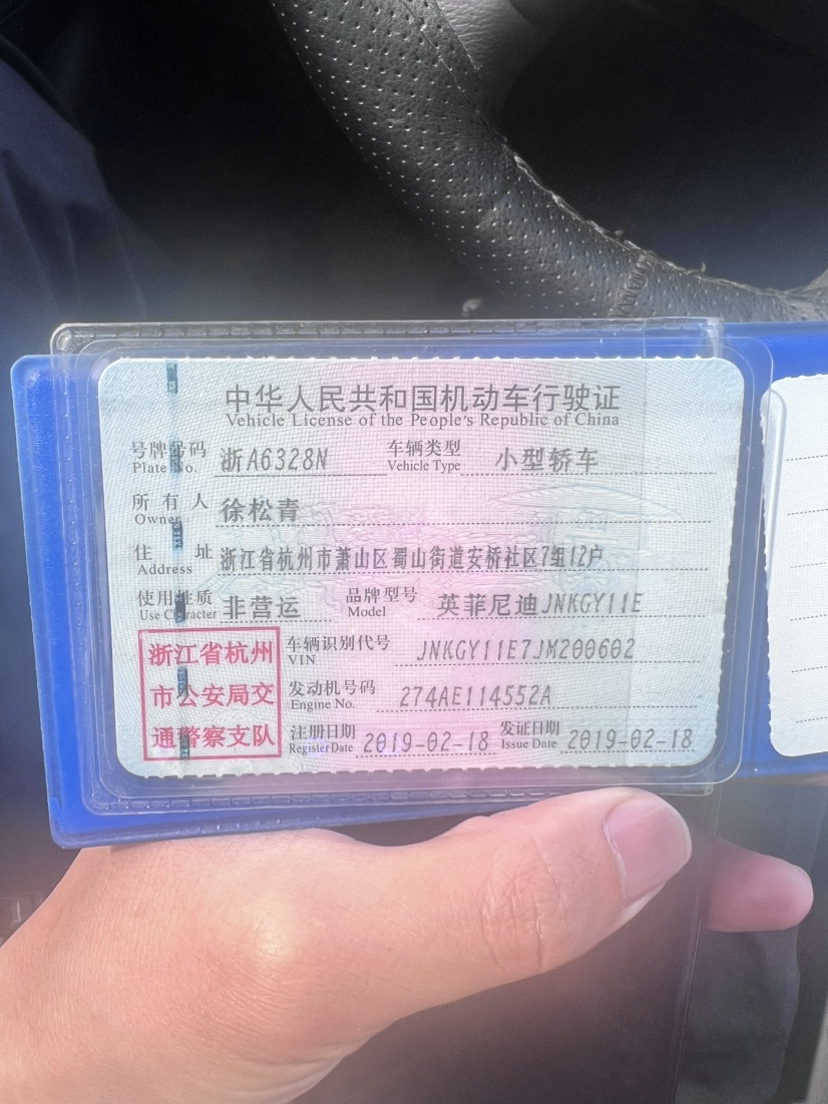 中华人民共和国机动车行驶证
Vehicle License of the People's Republic of China
号牌号码 浙A6328N 车辆类型 小型轿车
Plate No. Vehicle Type
所有人 徐松青
Owner
住址 浙江省杭州市萧山区蜀山街道安桥社区7组12户
Address
使用性质 非营运 品牌型号 英菲尼迪JNKGY11E
Use Character Model
浙江省杭州
市公安局交
通警察支队
车辆识别代号 JNKGY11E7JM200602
VIN
发动机号码 274AE114552A
Engine No.
注册日期 2019-02-18 发证日期 2019-02-18
Register Date Issue Date